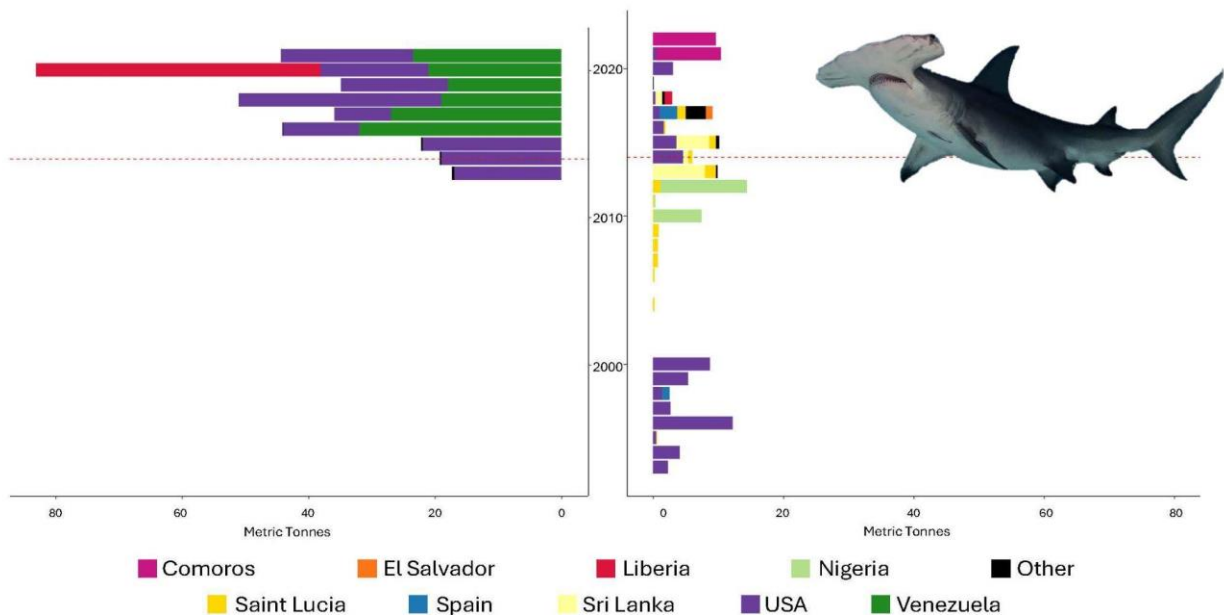 2020
2010
2000
80 60 40 20 0
0 20 40 60 80
Metric Tonnes
Metric Tonnes
Comoros El Salvador Liberia Nigeria Other
Saint Lucia Spain Sri Lanka USA Venezuela